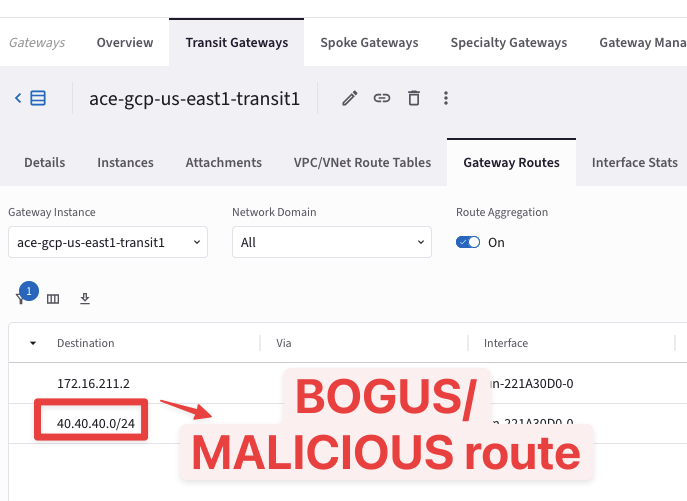 Gateways Overview Transit Gateways Spoke Gateways Specialty Gateways Gateway Mana
ace-gcp-us-east1-transit1
Details Instances Attachments VPC/VNet Route Tables Gateway Routes Interface Stats
Gateway Instance Network Domain Route Aggregation
ace-gcp-us-east1-transit1 All On
1
Destination Via Interface
172.16.211.2 un-221A30D0-0
40.40.40.0/24 un-221A30D0-0
BOGUS/
MALICIOUS route